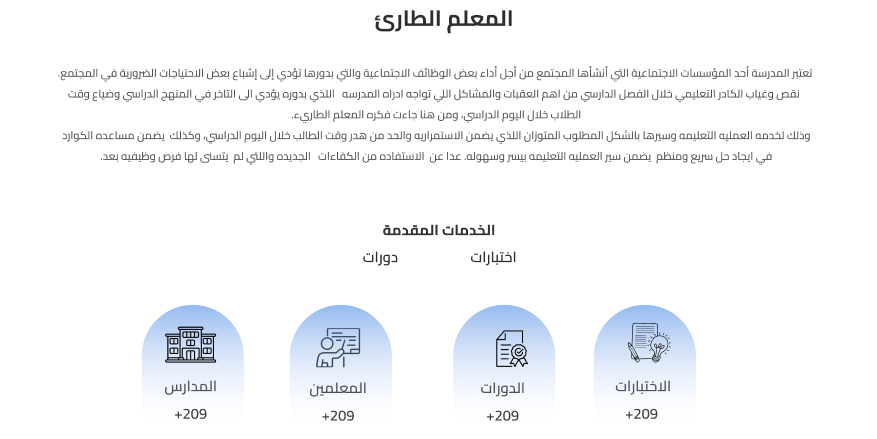 المعلم الطارئ
تعتبر المدرسة أحد المؤسسات الاجتماعية التي أنشأها المجتمع من أجل أداء بعض الوظائف الاجتماعية والتي بدورها تؤدي إلى إشباع بعض الاحتياجات الضرورية في المجتمع.
نقص وغياب الكادر التعليمي خلال الفصل الدارسي من اهم العقبات والمشاكل اللي تواجه ادراه المدرسه اللذي بدوره يؤدي الى التاخر في المنهج الدراسي وضياع وقت
الطلاب خلال اليوم الدراسي، ومن هنا جاءت فكره المعلم الطاريء.
وذلك لخدمه العمليه التعليمه وسيرها بالشكل المطلوب المتوزان اللذي يضمن الاستمراريه والحد من هدر وقت الطالب خلال اليوم الدراسي، وكذلك يضمن مساعده الكوارد
في ايجاد حل سريع ومنظم يضمن سير العمليه التعليمه بيسر وسهوله. عدا عن الاستفاده من الكفاءات الجديده واللتي لم يتسنى لها فرص وظيفيه بعد.
الخدمات المقدمة
اختبارات دورات
الاختبارات الدورات المعلمين المدارس
+209 +209 +209 +209